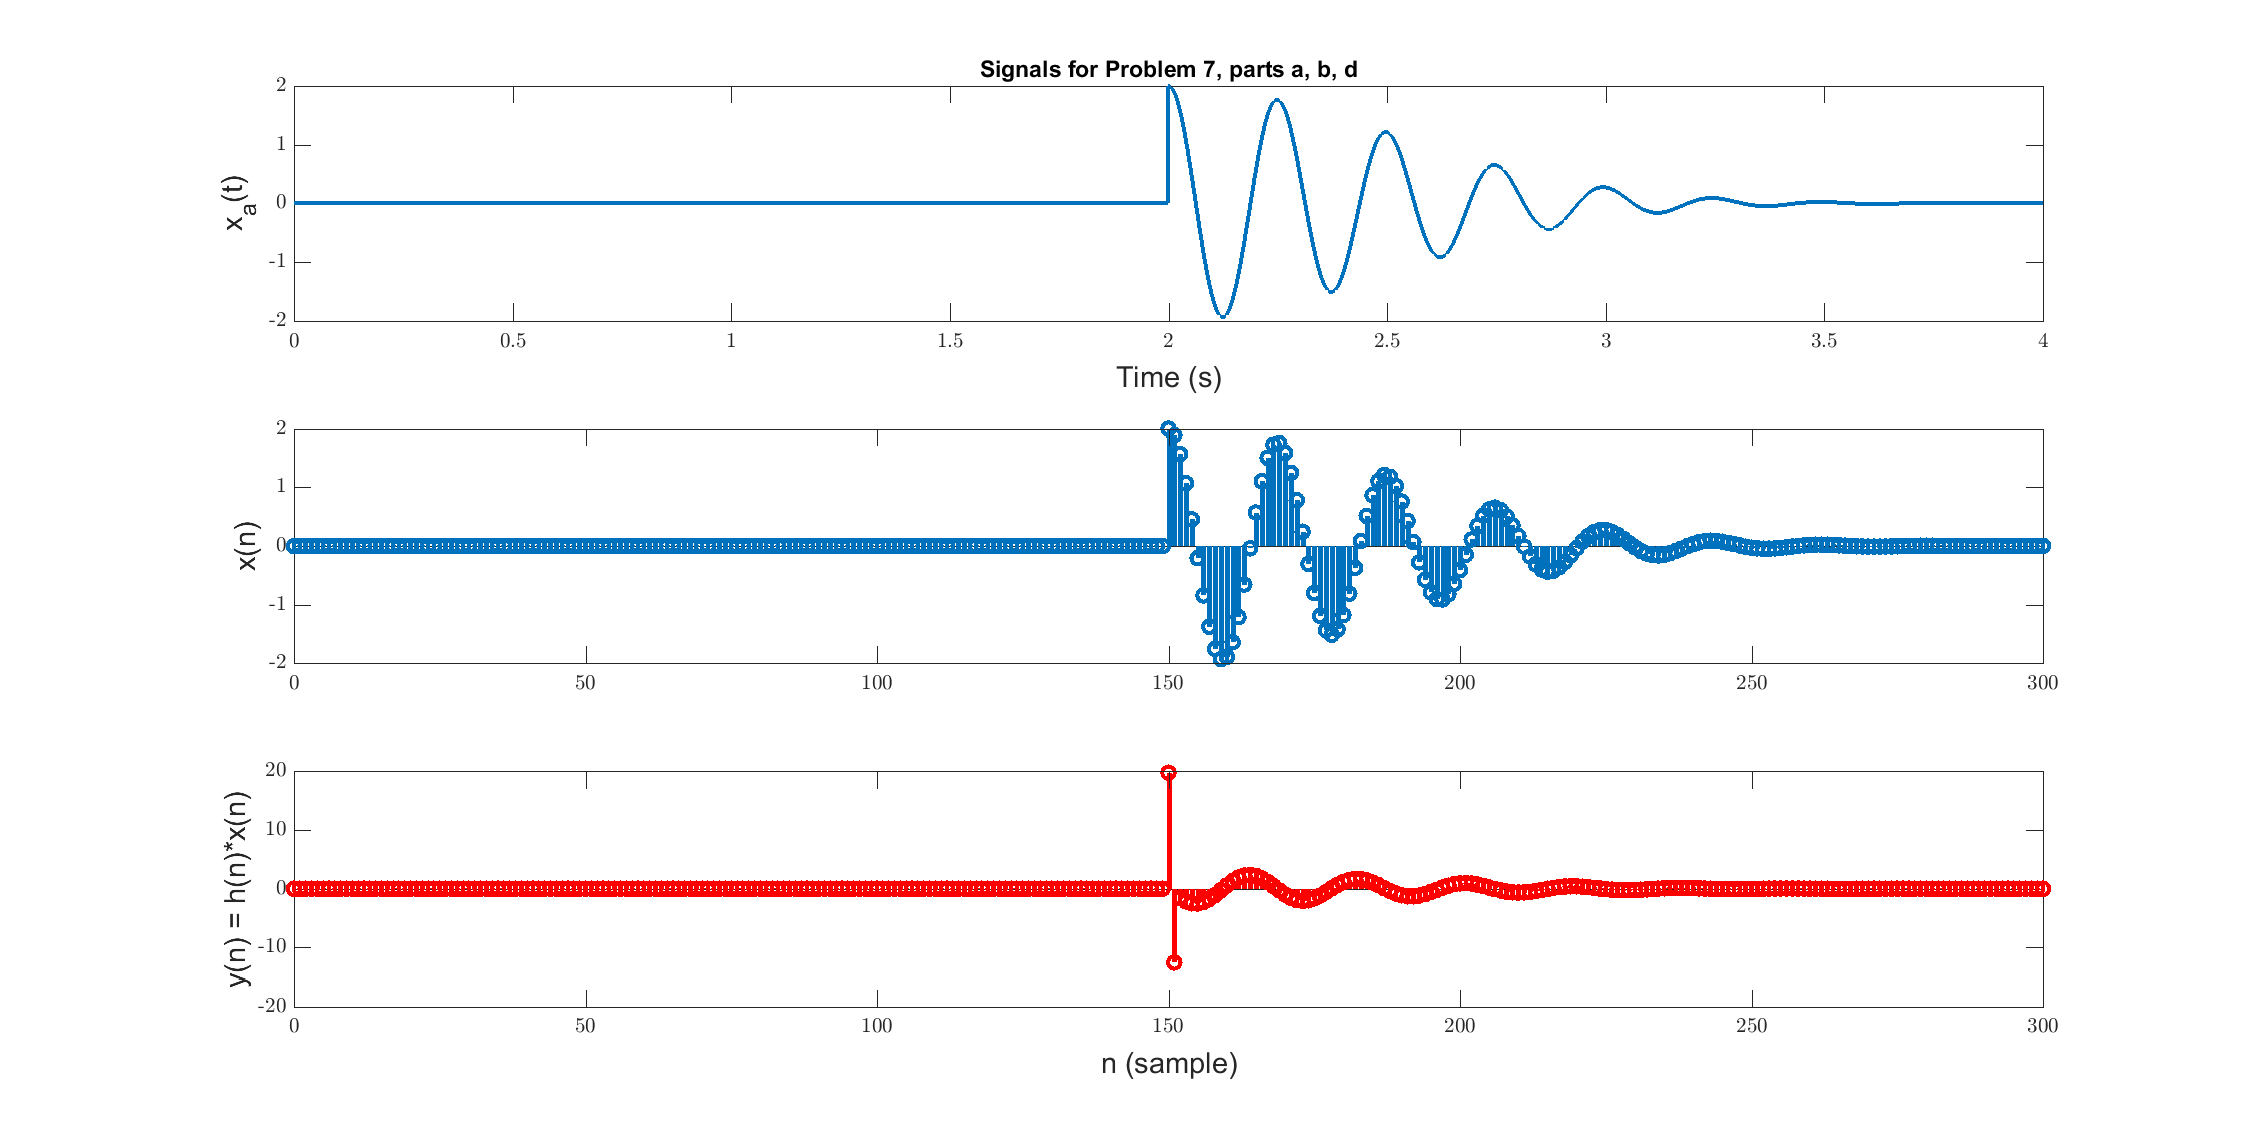 Signals for Problem 7, parts a, b, d
2
1
0
-1
-2
x_a(t)
0 0.5 1 1.5 2 2.5 3 3.5 4
Time (s)
2
1
0
-1
-2
x(n)
0 50 100 150 200 250 300
20
10
0
-10
-20
y(n) = h(n)*x(n)
0 50 100 150 200 250 300
n (sample)